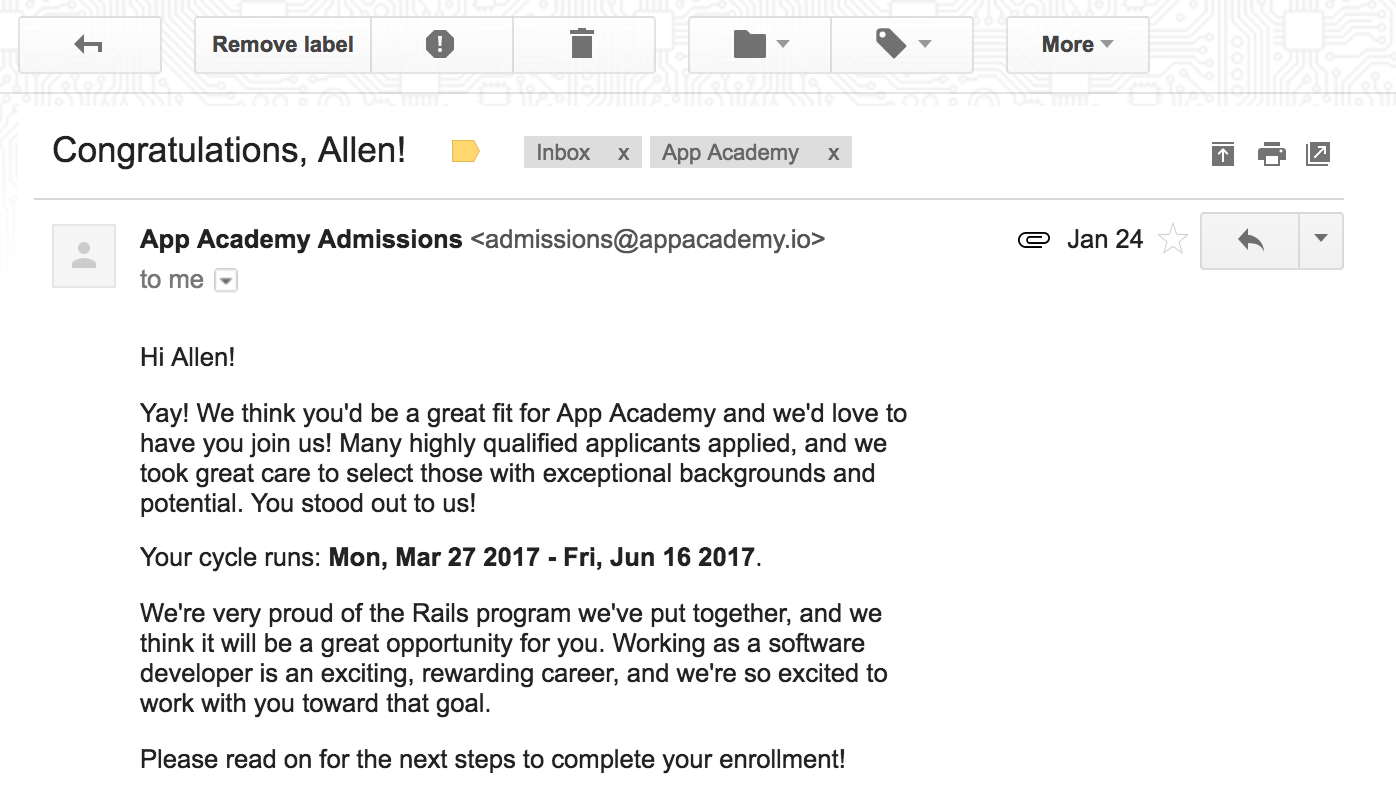 Remove label
More
Congratulations, Allen!
Inbox x
App Academy x
App Academy Admissions <admissions@appacademy.io>
Jan 24
to me
Hi Allen!
Yay! We think you'd be a great fit for App Academy and we'd love to
have you join us! Many highly qualified applicants applied, and we
took great care to select those with exceptional backgrounds and
potential. You stood out to us!
Your cycle runs: Mon, Mar 27 2017 - Fri, Jun 16 2017.
We're very proud of the Rails program we've put together, and we
think it will be a great opportunity for you. Working as a software
developer is an exciting, rewarding career, and we're so excited to
work with you toward that goal.
Please read on for the next steps to complete your enrollment!